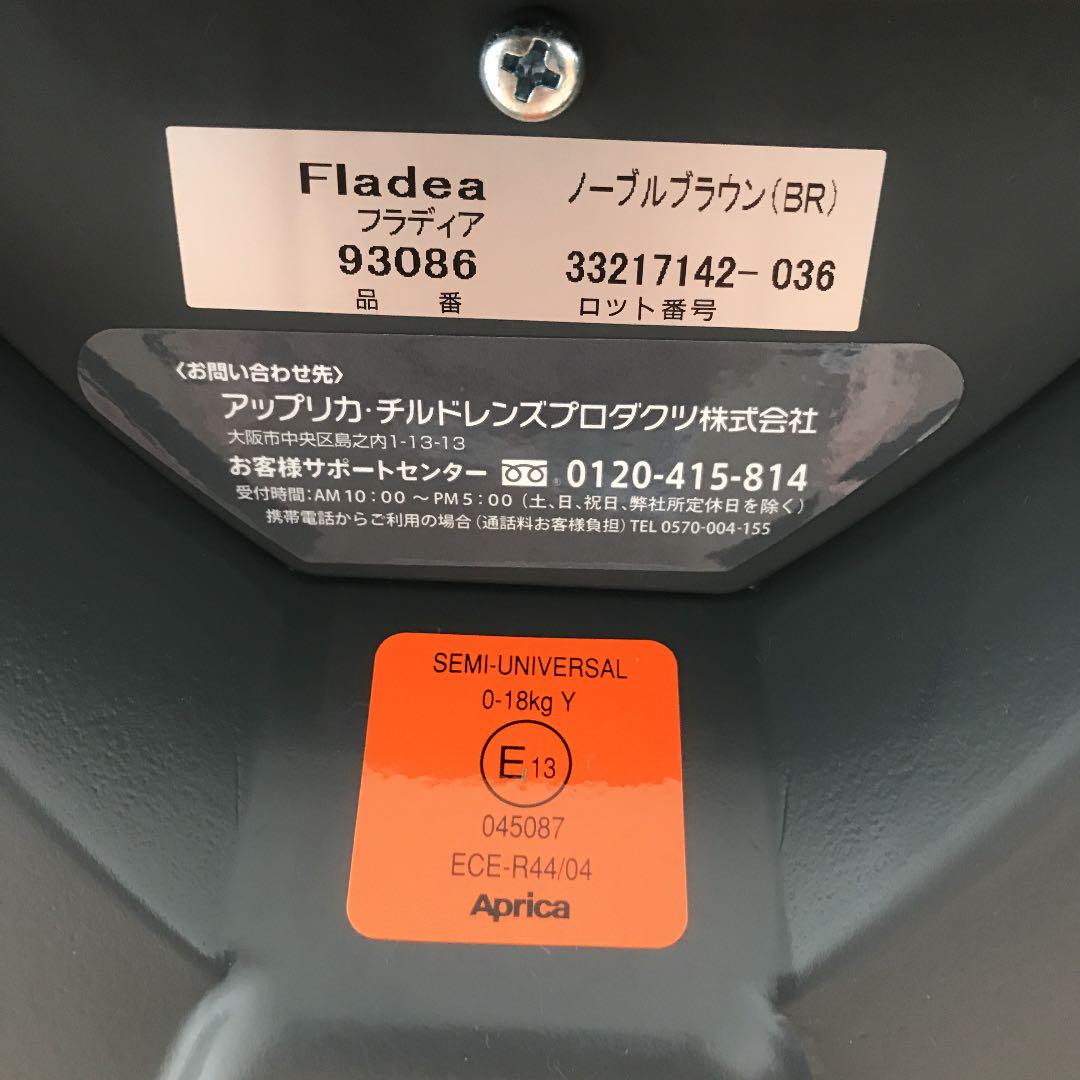 Fladea ノーブルブラウン(BR)
フラディア
93086 33217142-036
品番 ロット番号
〈お問い合わせ先〉
アップリカ・チルドレンズプロダクツ株式会社
大阪市中央区島之内1-13-13
お客様サポートセンター 0120-415-814
受付時間:AM10:00～PM5:00(土、日、祝日、弊社所定休日を除く)
携帯電話からご利用の場合(通話料お客様負担)TEL 0570-004-155
SEMI-UNIVERSAL
0-18kg Y
E 13
045087
ECE-R44/04
Aprica